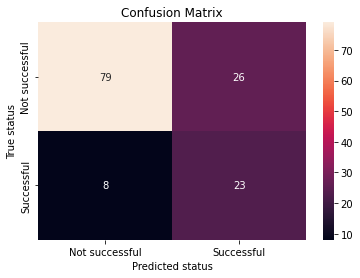 Confusion Matrix
True status
Not successful
79
26
Successful
8
23
Not successful
Successful
Predicted status
70
60
50
40
30
20
10